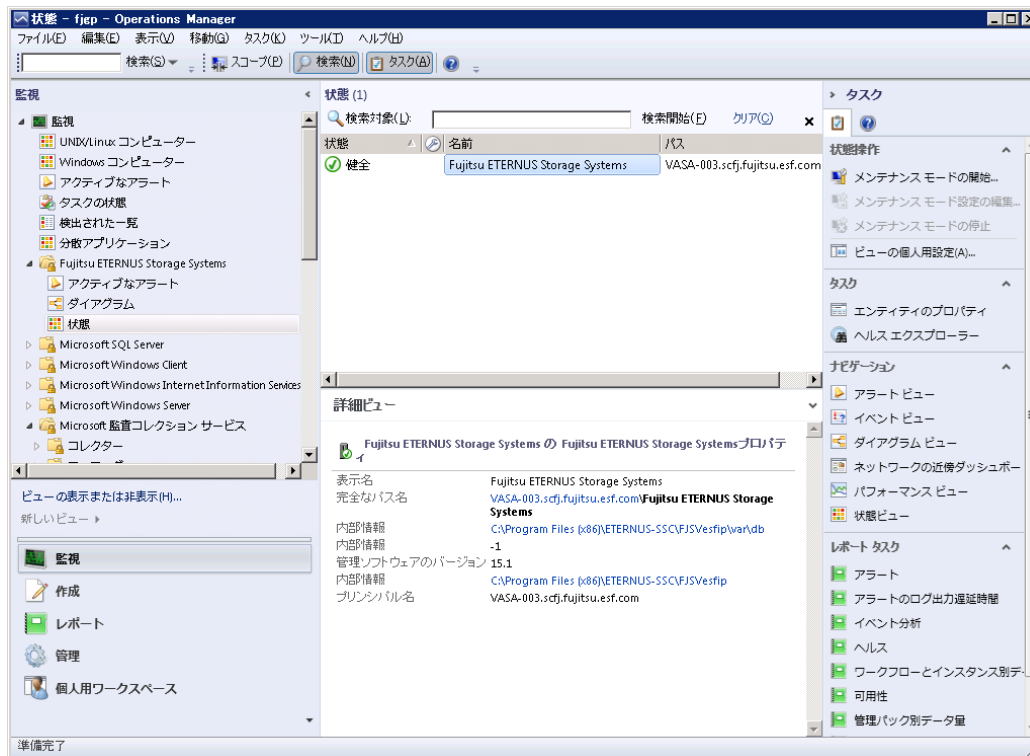 状態 - fjgp - Operations Manager
ファイル(F) 編集(E) 表示(V) 移動(G) タスク(K) ツール(T) ヘルプ(H)
検索(S) スコープ(P) 検索(N) タスク(A)
監視
監視
UNIX/Linux コンピューター
Windows コンピューター
アクティブなアラート
タスクの状態
検出された一覧
分散アプリケーション
Fujitsu ETERNUS Storage Systems
アクティブなアラート
ダイアグラム
状態
Microsoft SQL Server
Microsoft Windows Client
Microsoft Windows Internet Information Services
Microsoft Windows Server
Microsoft 監査コレクション サービス
コレクター
ビューの表示または非表示(H)...
新しいビュー
監視
作成
レポート
管理
個人用ワークスペース
状態 (1)
検索対象(L): 検索開始(F) クリア(C)
状態 名前 パス
健全 Fujitsu ETERNUS Storage Systems VASA-003.scfj.fujitsu.esf.com
詳細ビュー
Fujitsu ETERNUS Storage Systems の Fujitsu ETERNUS Storage Systemsプロパティ
表示名 Fujitsu ETERNUS Storage Systems
完全なパス名 VASA-003.scfj.fujitsu.esf.com\Fujitsu ETERNUS Storage
Systems
内部情報 C:\Program Files (x86)\ETERNUS-SSC\FJSVesfip\var\db
内部情報 -1
管理ソフトウェアのバージョン 15.1
内部情報 C:\Program Files (x86)\ETERNUS-SSC\FJSVesfip
プリンシパル名 VASA-003.scfj.fujitsu.esf.com
タスク
状態操作
メンテナンス モードの開始...
メンテナンス モード設定の編集...
メンテナンス モードの停止
ビューの個人用設定(A)...
タスク
エンティティのプロパティ
ヘルス エクスプローラー
ナビゲーション
アラート ビュー
イベント ビュー
ダイアグラム ビュー
ネットワークの近傍ダッシュボー
パフォーマンス ビュー
状態ビュー
レポート タスク
アラート
アラートのログ出力遅延時間
イベント分析
ヘルス
ワークフローとインスタンス別デ
可用性
管理パック別データ量
準備完了